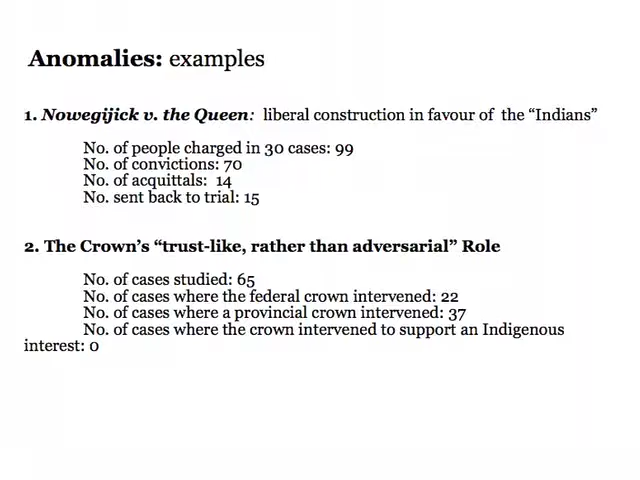 Anomalies: examples
1. Nowegijick v. the Queen: liberal construction in favour of the “Indians”
No. of people charged in 30 cases: 99
No. of convictions: 70
No. of acquittals: 14
No. sent back to trial: 15
2. The Crown’s “trust-like, rather than adversarial” Role
No. of cases studied: 65
No. of cases where the federal crown intervened: 22
No. of cases where a provincial crown intervened: 37
No. of cases where the crown intervened to support an Indigenous
interest: 0